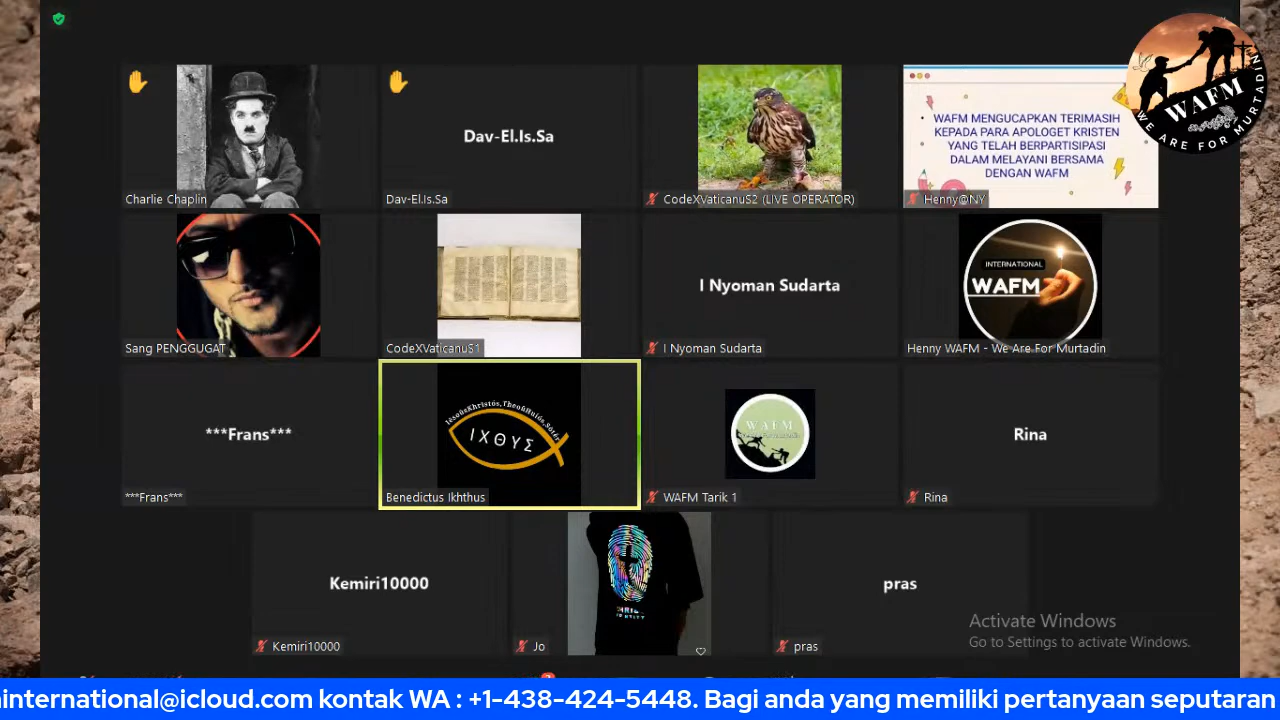 Charlie Chaplin
Dav-El.Is.Sa
Dav-El.Is.Sa
CodeXVaticanuS2 (LIVE OPERATOR)
• WAFM MENGUCAPKAN TERIMASIH
KEPADA PARA APOLOGET KRISTEN
YANG TELAH BERPARTISIPASI
DALAM MELAYANI BERSAMA
DENGAN WAFM
Henny@NY
WAFM
WE ARE FOR MURTADIN
Sang PENGGUGAT
CodeXVaticanuS1
I Nyoman Sudarta
I Nyoman Sudarta
INTERNATIONAL
WAFM
Henny WAFM - We Are For Murtadin
***Frans***
***Frans***
ΙΧΘΥΣ
Benedictus Ikhthus
WAFM
WAFM Tarik 1
Rina
Rina
Kemiri10000
Kemiri10000
Jo
pras
pras
Activate Windows
Go to Settings to activate Windows.
international@icloud.com kontak WA : +1-438-424-5448. Bagi anda yang memiliki pertanyaan seputaran